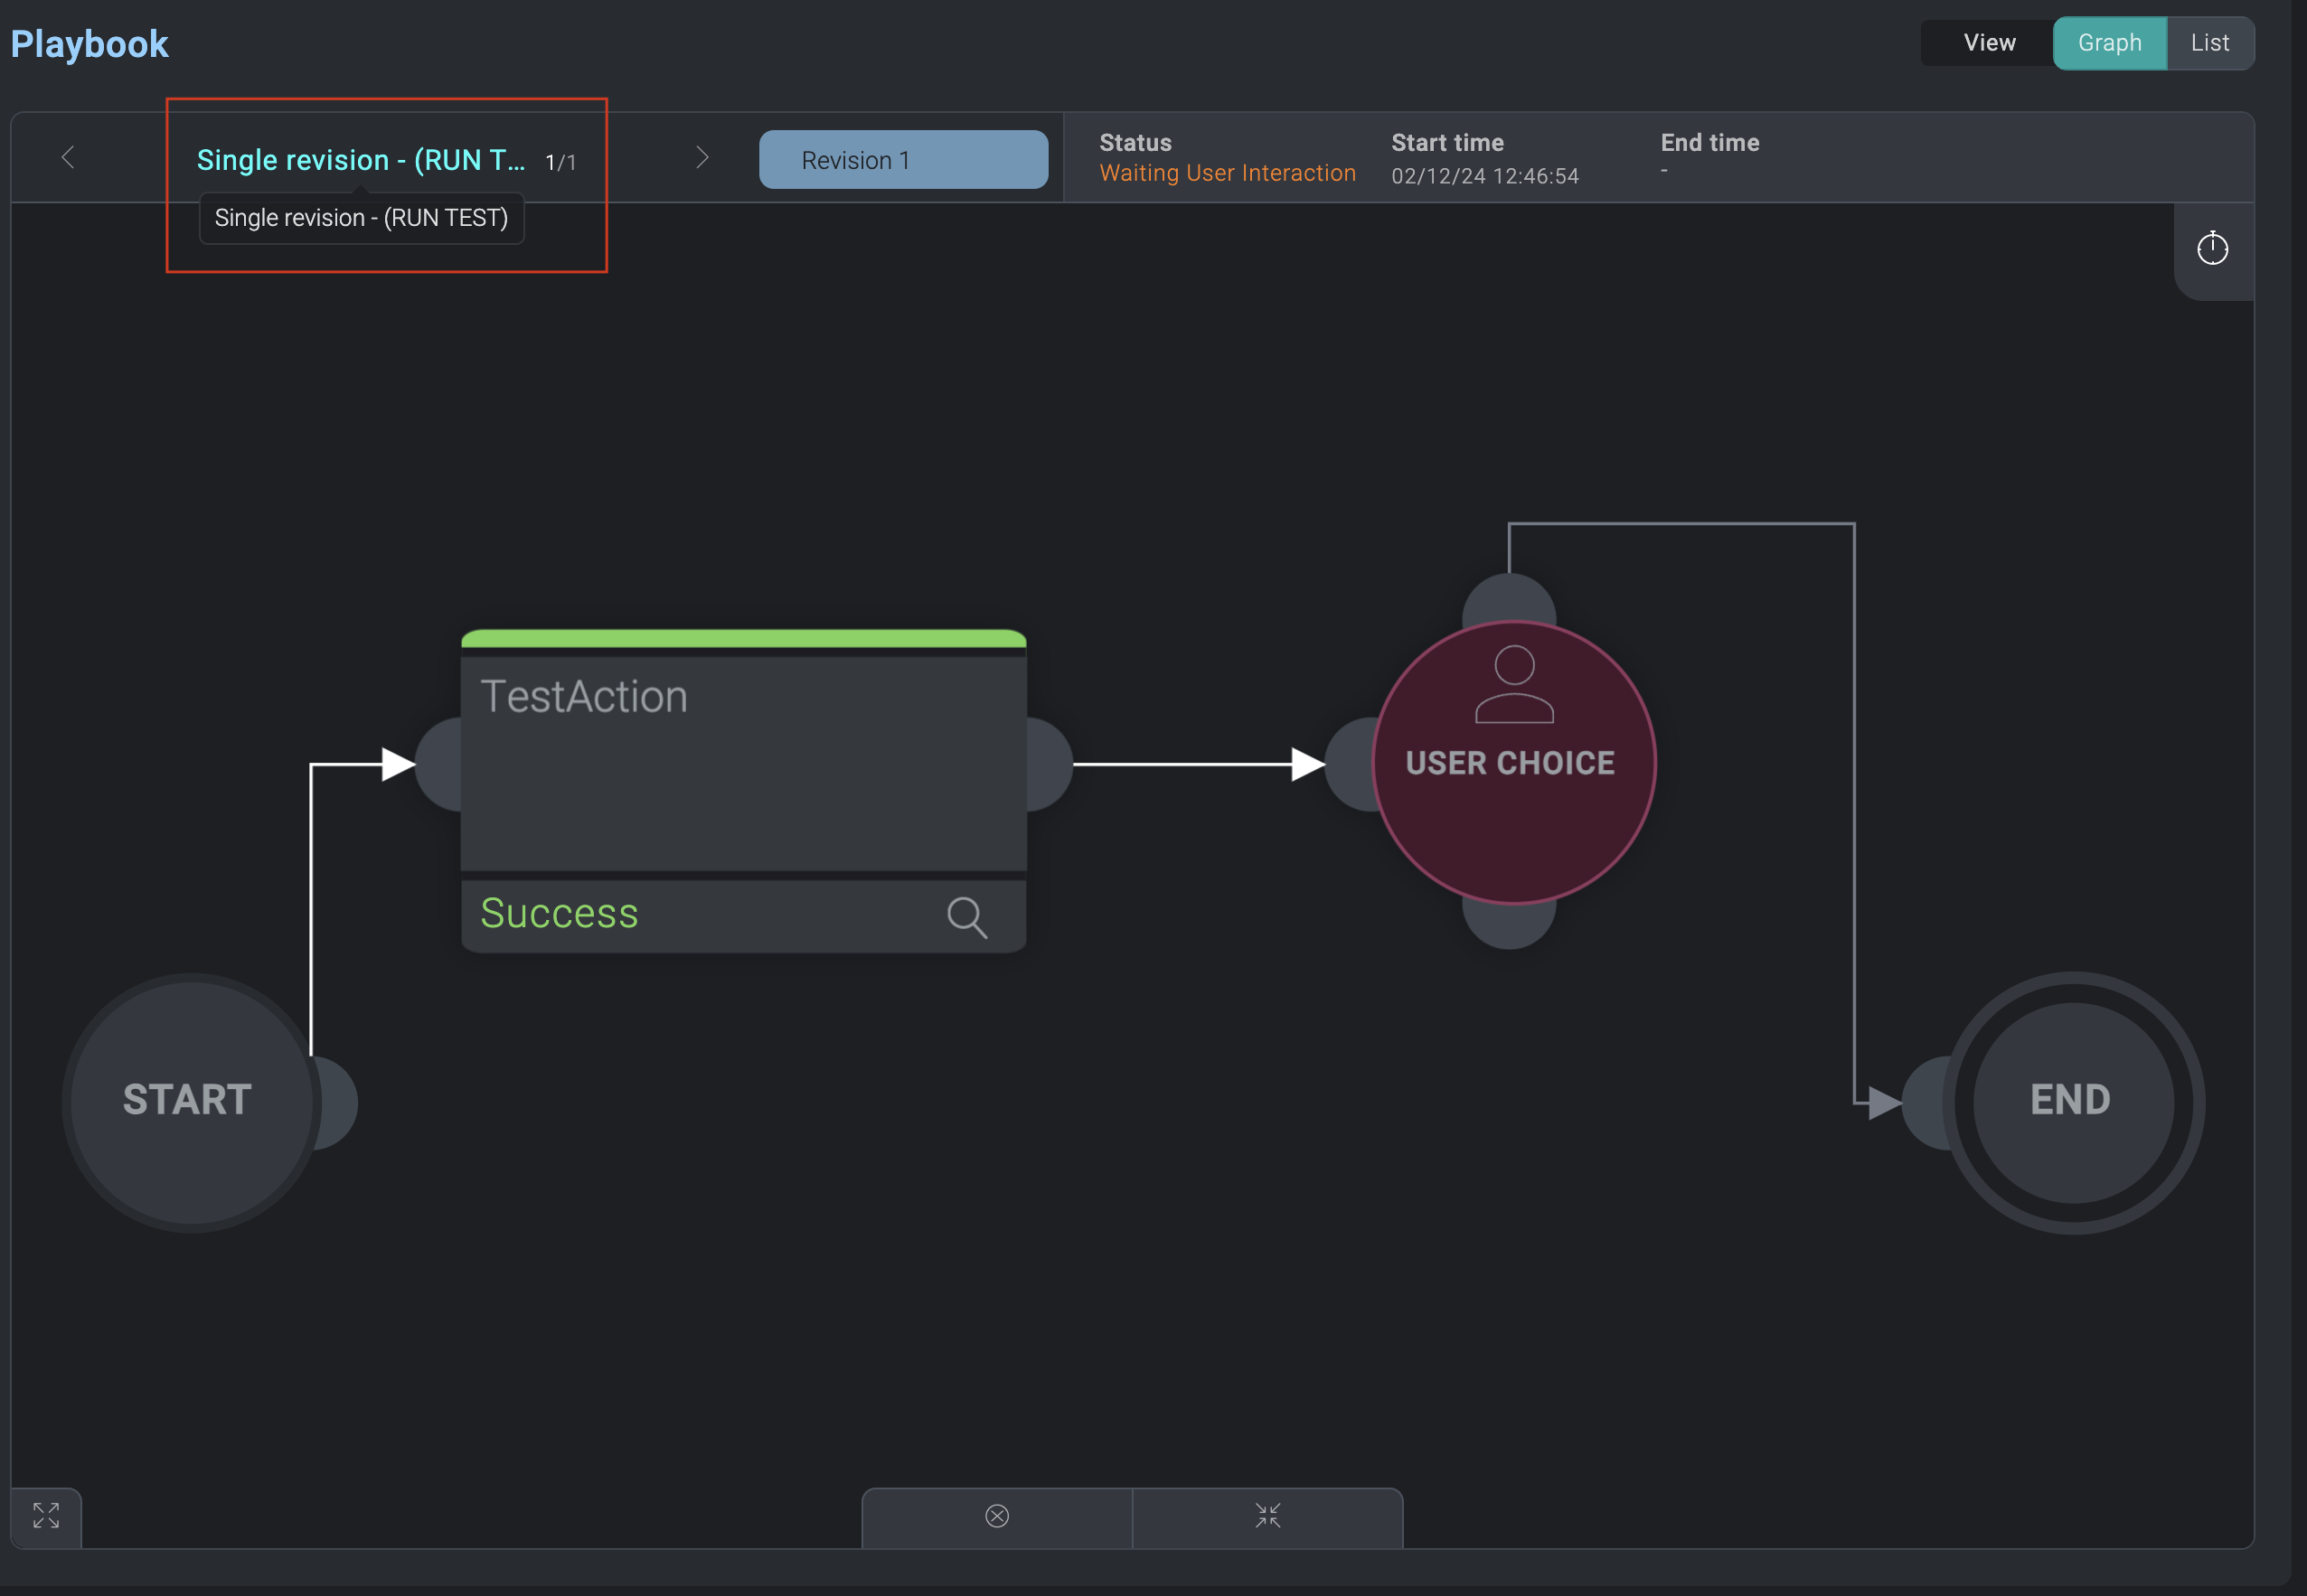 Playbook
View Graph List
Single revision - (RUN T... 1/1
Revision 1
Status Start time End time
Waiting User Interaction 02/12/24 12:46:54 -
Single revision - (RUN TEST)
TestAction
USER CHOICE
Success
START
END